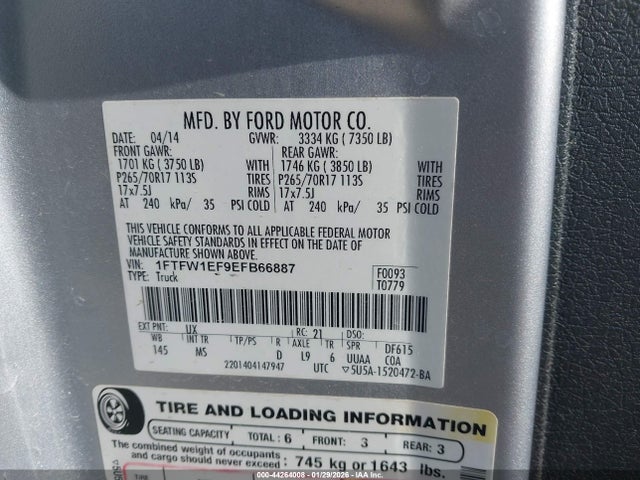 MFD. BY FORD MOTOR CO.
DATE: 04/14 GVWR: 3334 KG ( 7350 LB)
FRONT GAWR: REAR GAWR:
1701 KG ( 3750 LB) WITH 1746 KG ( 3850 LB) WITH
P265/70R17 113S TIRES P265/70R17 113S TIRES
17x7.5J RIMS 17x7.5J RIMS
AT 240 kPa/ 35 PSI COLD AT 240 kPa/ 35 PSI COLD
THIS VEHICLE CONFORMS TO ALL APPLICABLE FEDERAL MOTOR
VEHICLE SAFETY STANDARDS IN EFFECT ON THE DATE OF
MANUFACTURE SHOWN ABOVE.
VIN: 1FTFW1EF9EFB66887 F0093
TYPE: Truck T0779
EXT PNT: UX RC: 21 DSO:
WB INT TR TP/PS R AXLE TR SPR DF615
145 MS D L9 6 UUAA COA
2201404147947 UTC ▽5U5A-1520472-BA
TIRE AND LOADING INFORMATION
SEATING CAPACITY TOTAL : 6 FRONT: 3 REAR: 3
The combined weight of occupants
and cargo should never exceed : 745 kg or 1643 lbs.
000-44264008 - 01/29/2026 - IAAI US